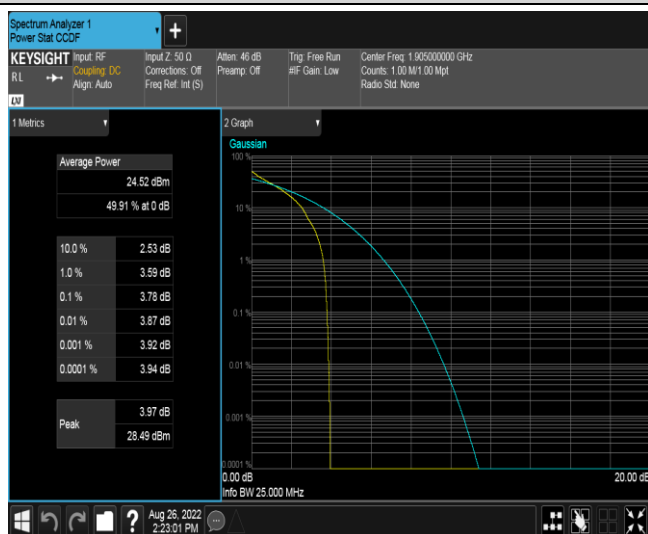 Spectrum Analyzer 1
Power Stat CCDF
+
KEYSIGHT
RL
LXI
Input: RF
Coupling: DC
Align: Auto
Input Z: 50 Ω
Corrections: Off
Freq Ref: Int (S)
Atten: 46 dB
Preamp: Off
Trig: Free Run
#IF Gain: Low
Center Freq: 1.905000000 GHz
Counts: 1.00 M/1.00 Mpt
Radio Std: None
1 Metrics
Average Power
24.52 dBm
49.91 % at 0 dB
10.0 % 2.53 dB
1.0 % 3.59 dB
0.1 % 3.78 dB
0.01 % 3.87 dB
0.001 % 3.92 dB
0.0001 % 3.94 dB
Peak
3.97 dB
28.49 dBm
2 Graph
Gaussian
100 %
10 %
1 %
0.1 %
0.01 %
0.001 %
0.0001 %
0.00 dB
20.00 dB
Info BW 25.000 MHz
?
Aug 26, 2022
2:23:01 PM